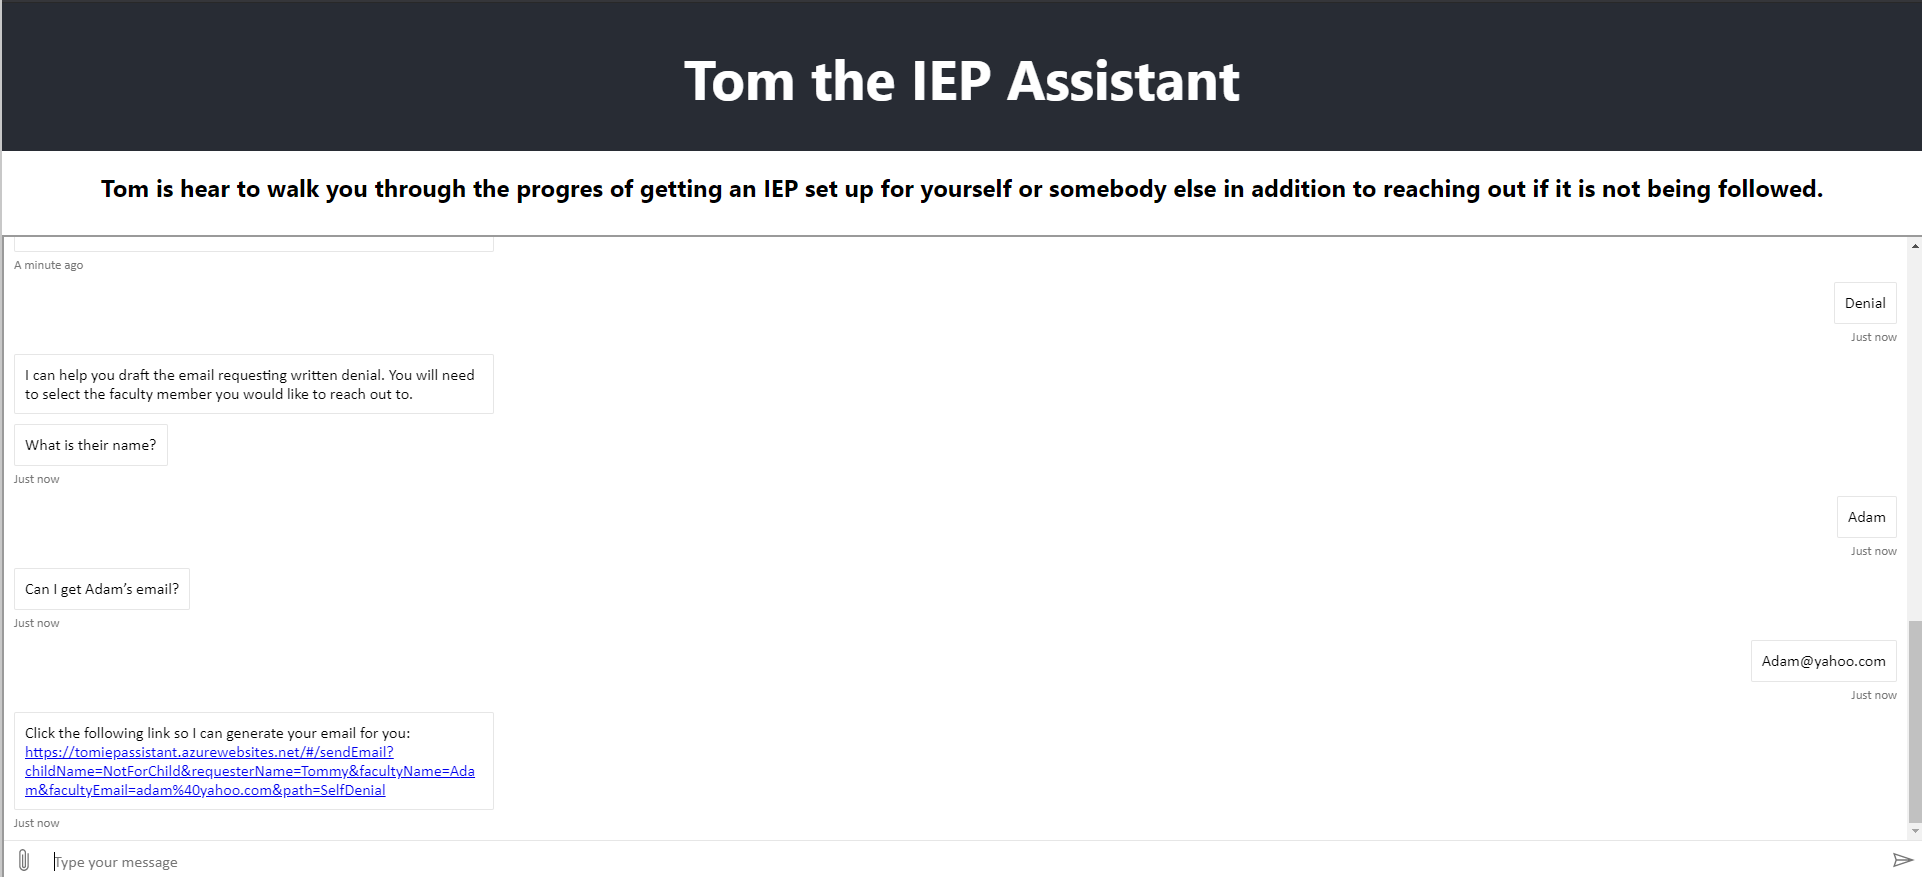 Tom the IEP Assistant
Tom is hear to walk you through the progres of getting an IEP set up for yourself or somebody else in addition to reaching out if it is not being followed.
A minute ago
Denial
Just now
I can help you draft the email requesting written denial. You will need
to select the faculty member you would like to reach out to.
What is their name?
Just now
Adam
Just now
Can I get Adam’s email?
Just now
Adam@yahoo.com
Just now
Click the following link so I can generate your email for you:
https://tomiepassistant.azurewebsites.net/#/sendEmail?
childName=NotForChild&requesterName=Tommy&facultyName=Ada
m&facultyEmail=adam%40yahoo.com&path=SelfDenial
Just now
Type your message